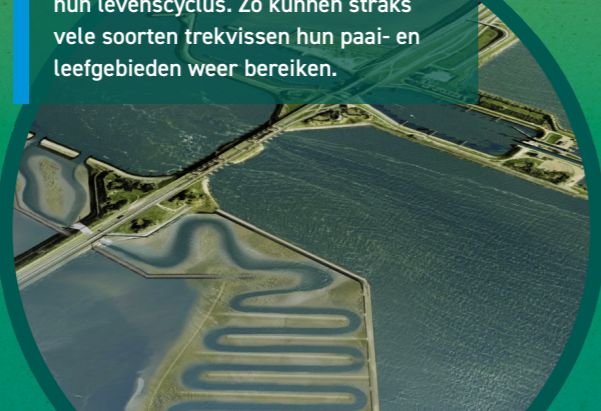 hun levenscyclus. Zo kunnen straks
vele soorten trekvissen hun paai- en
leefgebieden weer bereiken.